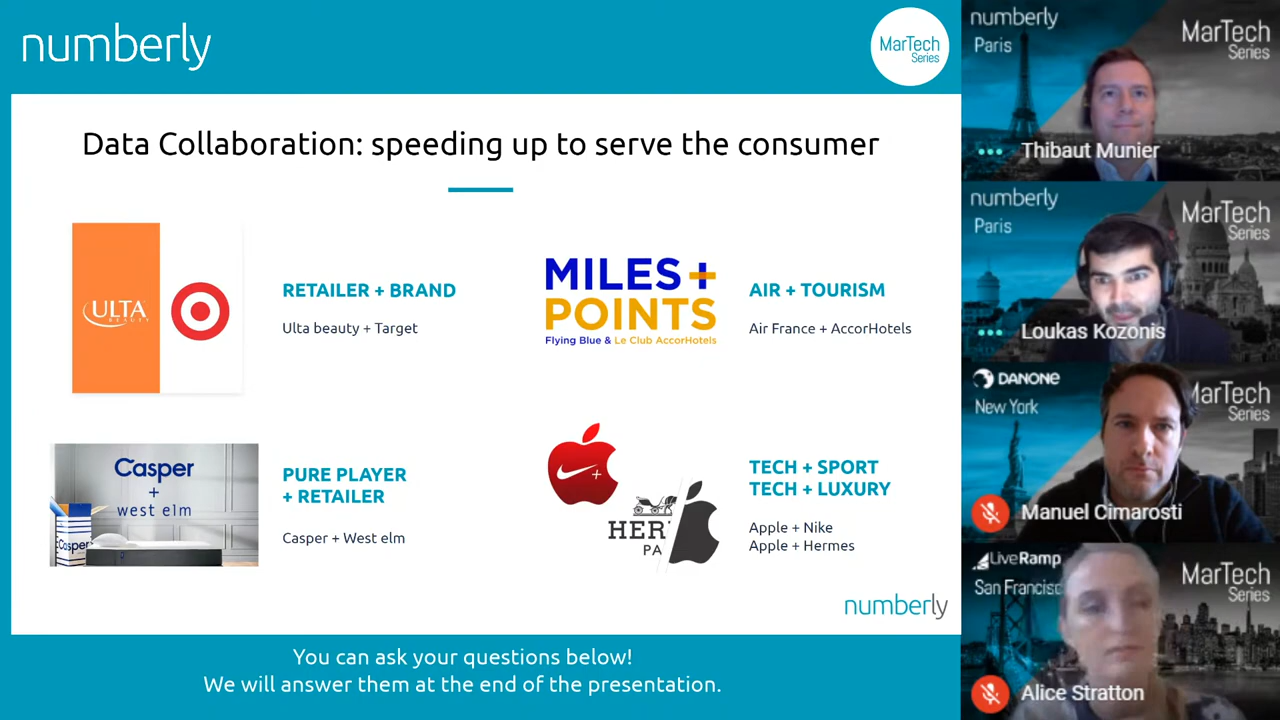 numberly
MarTech
Series
Data Collaboration: speeding up to serve the consumer
ULTA
BEAUTY
RETAILER + BRAND
Ulta beauty + Target
MILES+
POINTS
Flying Blue & Le Club AccorHotels
AIR + TOURISM
Air France + AccorHotels
Casper
+
west elm
Casper
PURE PLAYER
+ RETAILER
Casper + West elm
+
HER
PA
TECH + SPORT
TECH + LUXURY
Apple + Nike
Apple + Hermes
numberly
You can ask your questions below!
We will answer them at the end of the presentation.
numberly
Paris
MarTech
Series
Thibaut Munier
numberly
Paris
MarTech
Series
Loukas Kozonis
DANONE
New York
MarTech
Series
Manuel Cimarosti
LiveRamp
San Francisc
MarTech
Series
Alice Stratton